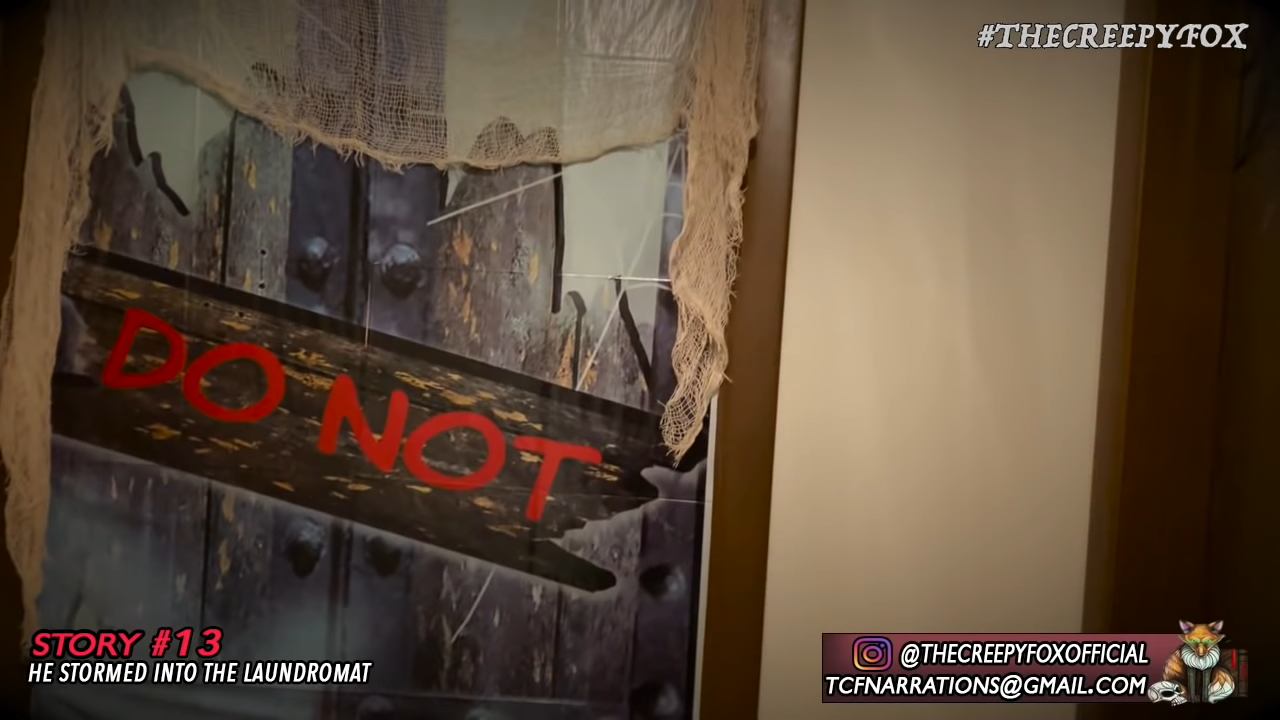 #THECREEPYFOX
DO NOT
STORY #13
HE STORMED INTO THE LAUNDROMAT
@THECREEPYFOXOFFICIAL
TCFNARRATIONS@GMAIL.COM